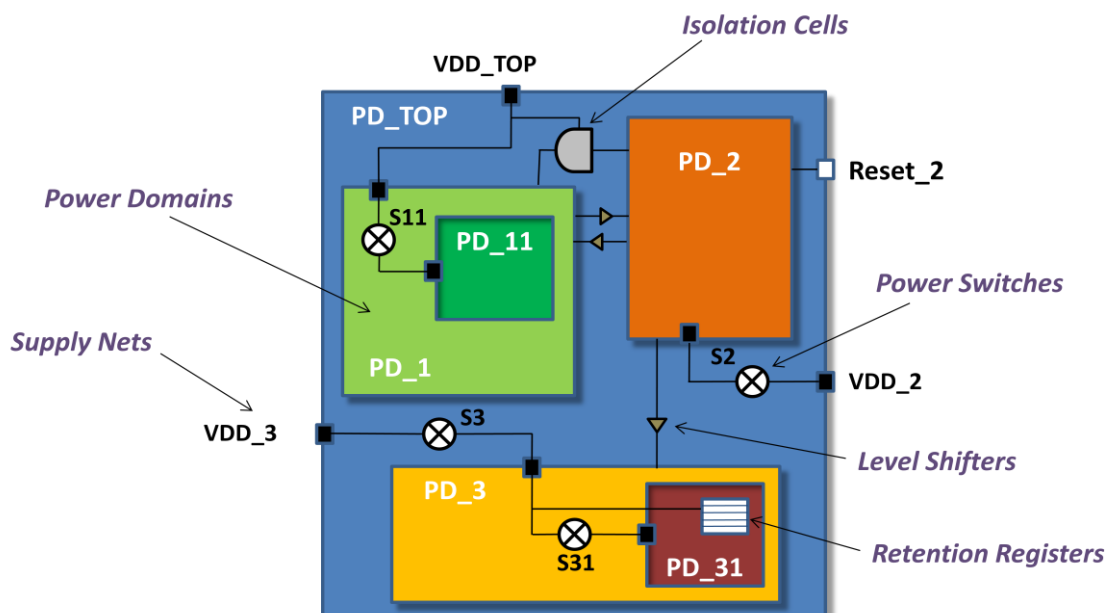 Isolation Cells
VDD_TOP
PD_TOP
PD_2
Reset_2
Power Domains
S11
PD_11
Power Switches
Supply Nets
PD_1
S2
VDD_2
VDD_3
S3
Level Shifters
PD_3
S31
PD_31
Retention Registers